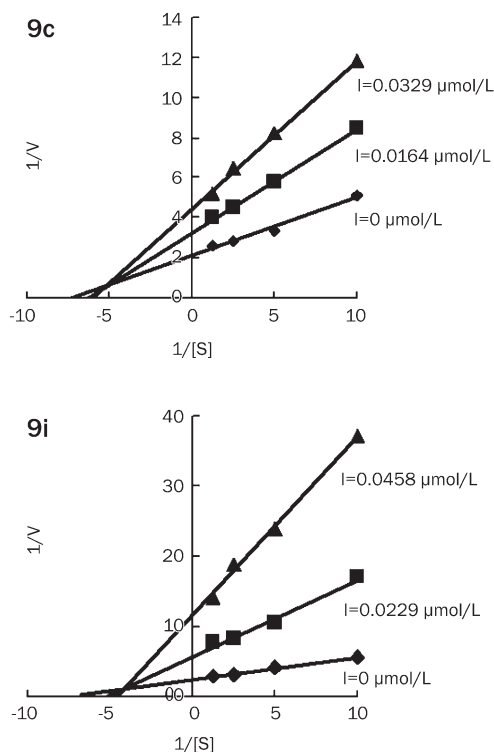 9c
14
12
10
8
6
4
2
0
1/V
I=0.0329 µmol/L
I=0.0164 µmol/L
I=0 µmol/L
-10 -5 0 5 10
1/[S]
9i
40
30
20
10
00
1/V
I=0.0458 µmol/L
I=0.0229 µmol/L
I=0 µmol/L
-10 -5 0 5 10
1/[S]